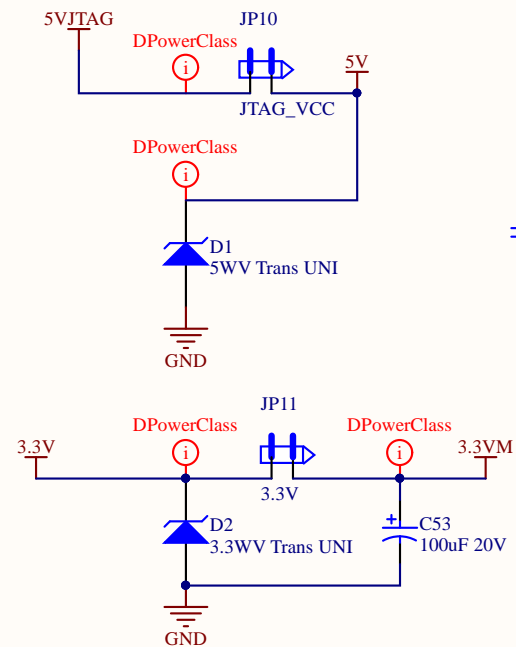 5VJTAG
JP10
DPowerClass
i
5V
JTAG_VCC
DPowerClass
i
D1
5WV Trans UNI
GND
JP11
DPowerClass
DPowerClass
3.3V
i
i
3.3VM
3.3V
D2
3.3WV Trans UNI
C53
100uF 20V
GND